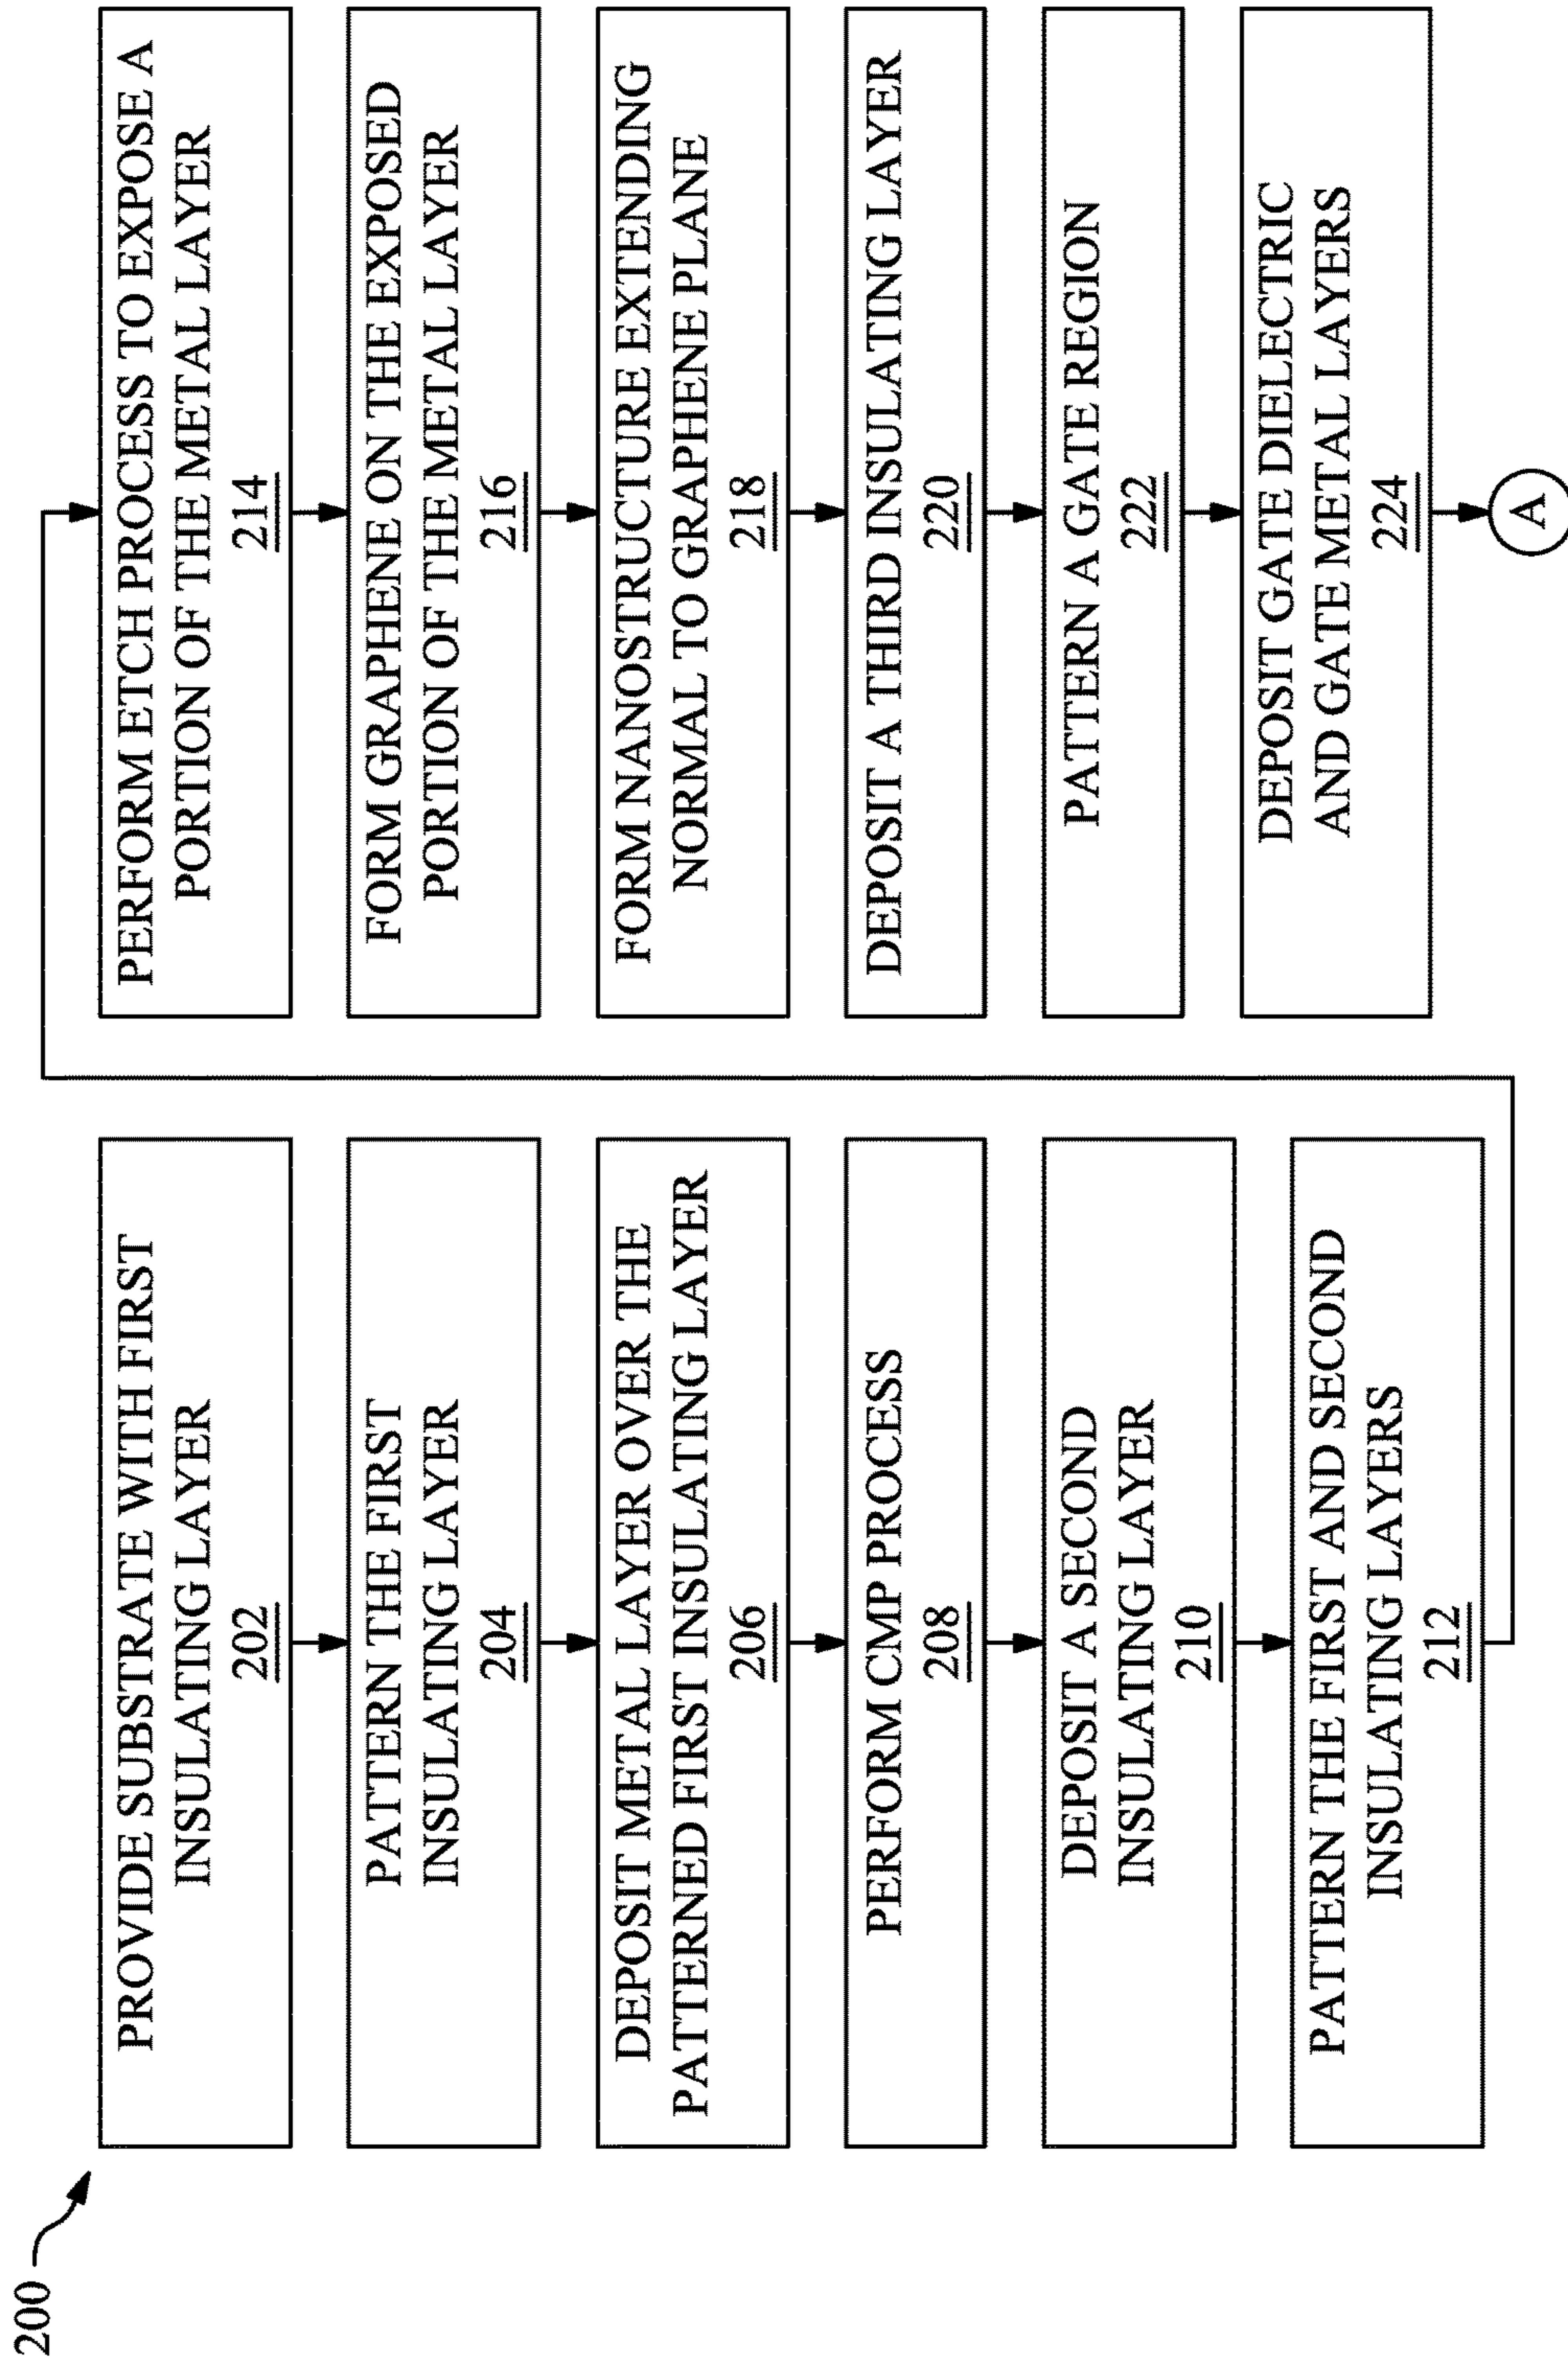 200
PROVIDE SUBSTRATE WITH FIRST
INSULATING LAYER
202
PATTERN THE FIRST
INSULATING LAYER
204
DEPOSIT METAL LAYER OVER THE
PATTERNED FIRST INSULATING LAYER
206
PERFORM CMP PROCESS
208
DEPOSIT A SECOND
INSULATING LAYER
210
PATTERN THE FIRST AND SECOND
INSULATING LAYERS
212
PERFORM ETCH PROCESS TO EXPOSE A
PORTION OF THE METAL LAYER
214
FORM GRAPHENE ON THE EXPOSED
PORTION OF THE METAL LAYER
216
FORM NANOSTRUCTURE EXTENDING
NORMAL TO GRAPHENE PLANE
218
DEPOSIT A THIRD INSULATING LAYER
220
PATTERN A GATE REGION
222
DEPOSIT GATE DIELECTRIC
AND GATE METAL LAYERS
224
A